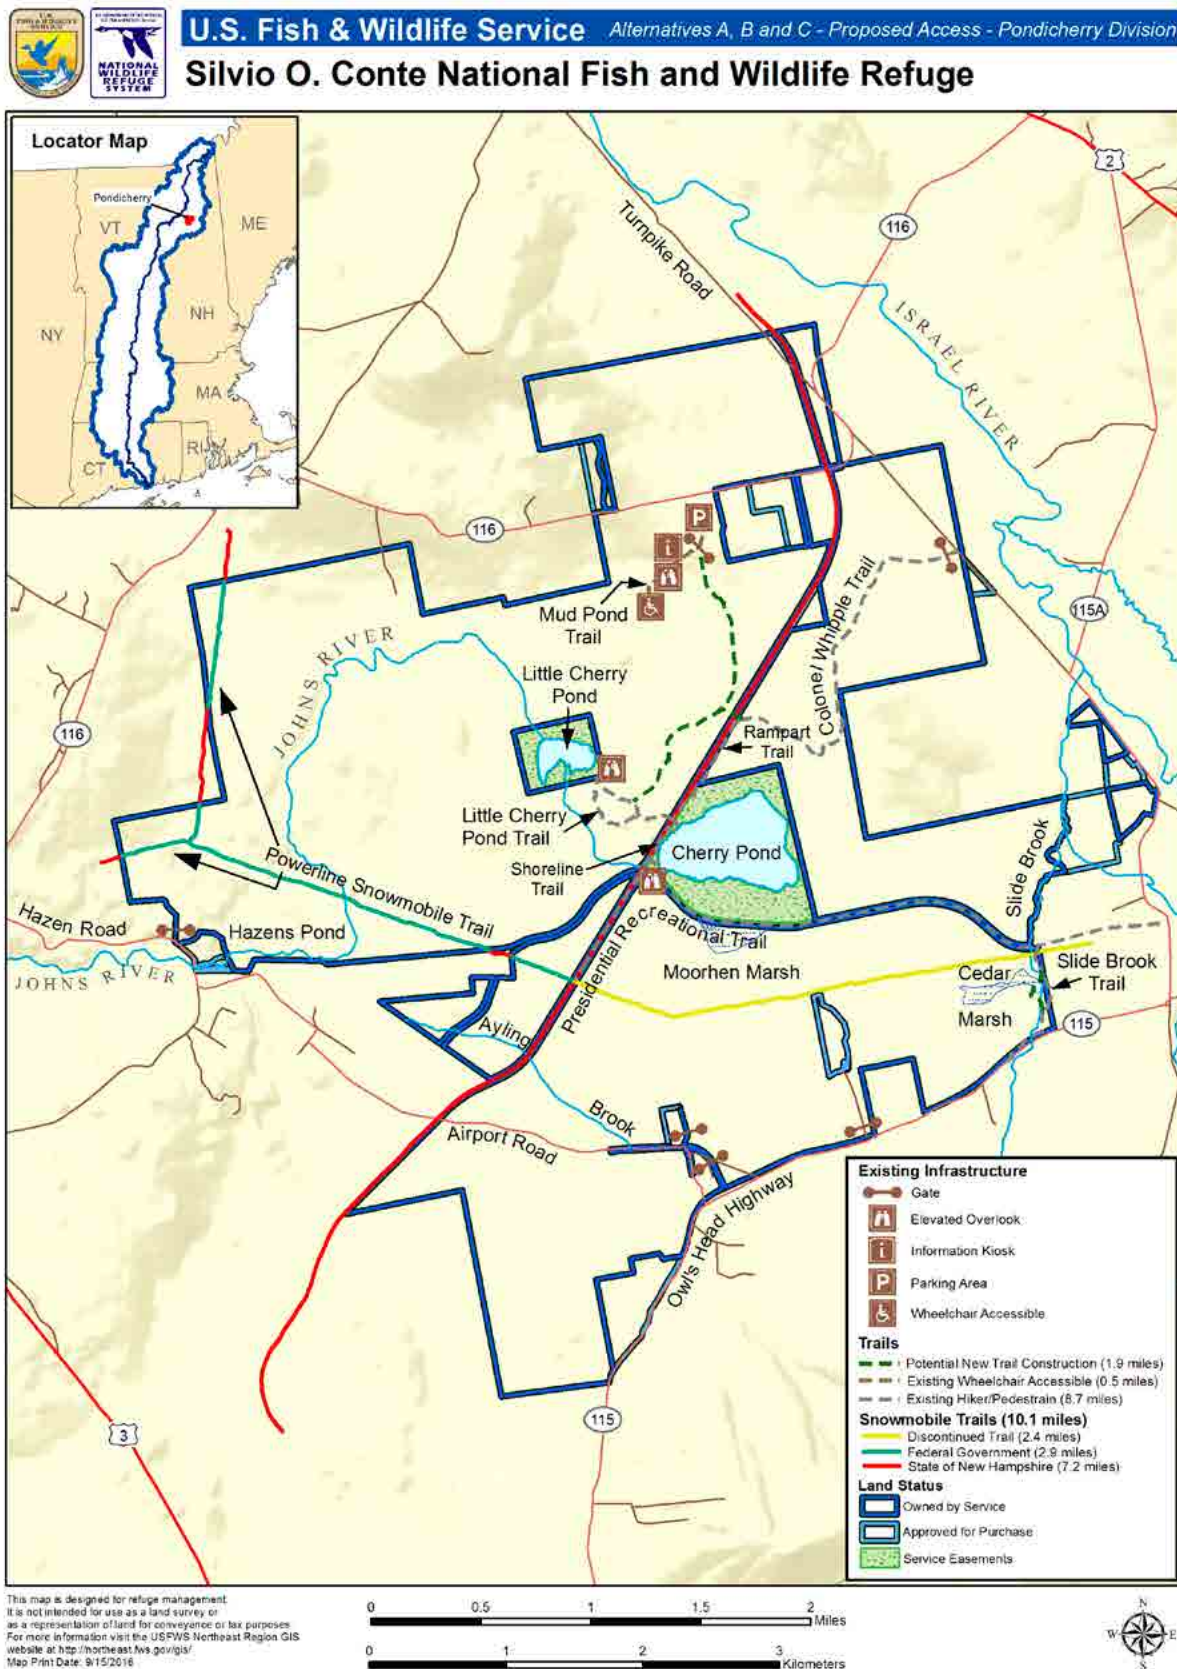 U.S. Fish & Wildlife Service
Alternatives A, B and C - Proposed Access - Pondicherry Division
Silvio O. Conte National Fish and Wildlife Refuge
U.S.
FISH & WILDLIFE
SERVICE
NATIONAL
WILDLIFE
REFUGE
SYSTEM
Locator Map
Pondicherry
VT
ME
NY
NH
MA
CT
RI
2
116
Turnpike Road
ISRAEL RIVER
116
P
i
Mud Pond
Trail
Colonel Whipple Trail
115A
JOHNS RIVER
Little Cherry
Pond
116
Rampart
Trail
Little Cherry
Pond Trail
Shoreline
Trail
Cherry Pond
Slide Brook
Powerline Snowmobile Trail
Hazen Road
Hazens Pond
Presidential Recreational Trail
JOHNS RIVER
Moorhen Marsh
Cedar
Marsh
Slide Brook
Trail
115
Ayling
Brook
Airport Road
Owl's Head Highway
115
3
Existing Infrastructure
Gate
Elevated Overlook
i Information Kiosk
P Parking Area
Wheelchair Accessible
Trails
Potential New Trail Construction (1.9 miles)
Existing Wheelchair Accessible (0.5 miles)
Existing Hiker/Pedestrain (8.7 miles)
Snowmobile Trails (10.1 miles)
Discontinued Trail (2.4 miles)
Federal Government (2.9 miles)
State of New Hampshire (7.2 miles)
Land Status
Owned by Service
Approved for Purchase
Service Easements
This map is designed for refuge management.
It is not intended for use as a land survey or
as a representation of land for conveyance or tax purposes
For more information visit the USFWS Northeast Region GIS
website at http://northeast.fws.gov/gis/
Map Print Date: 9/15/2016
0 0.5 1 1.5 2 Miles
0 1 2 3 Kilometers
N
W E
S